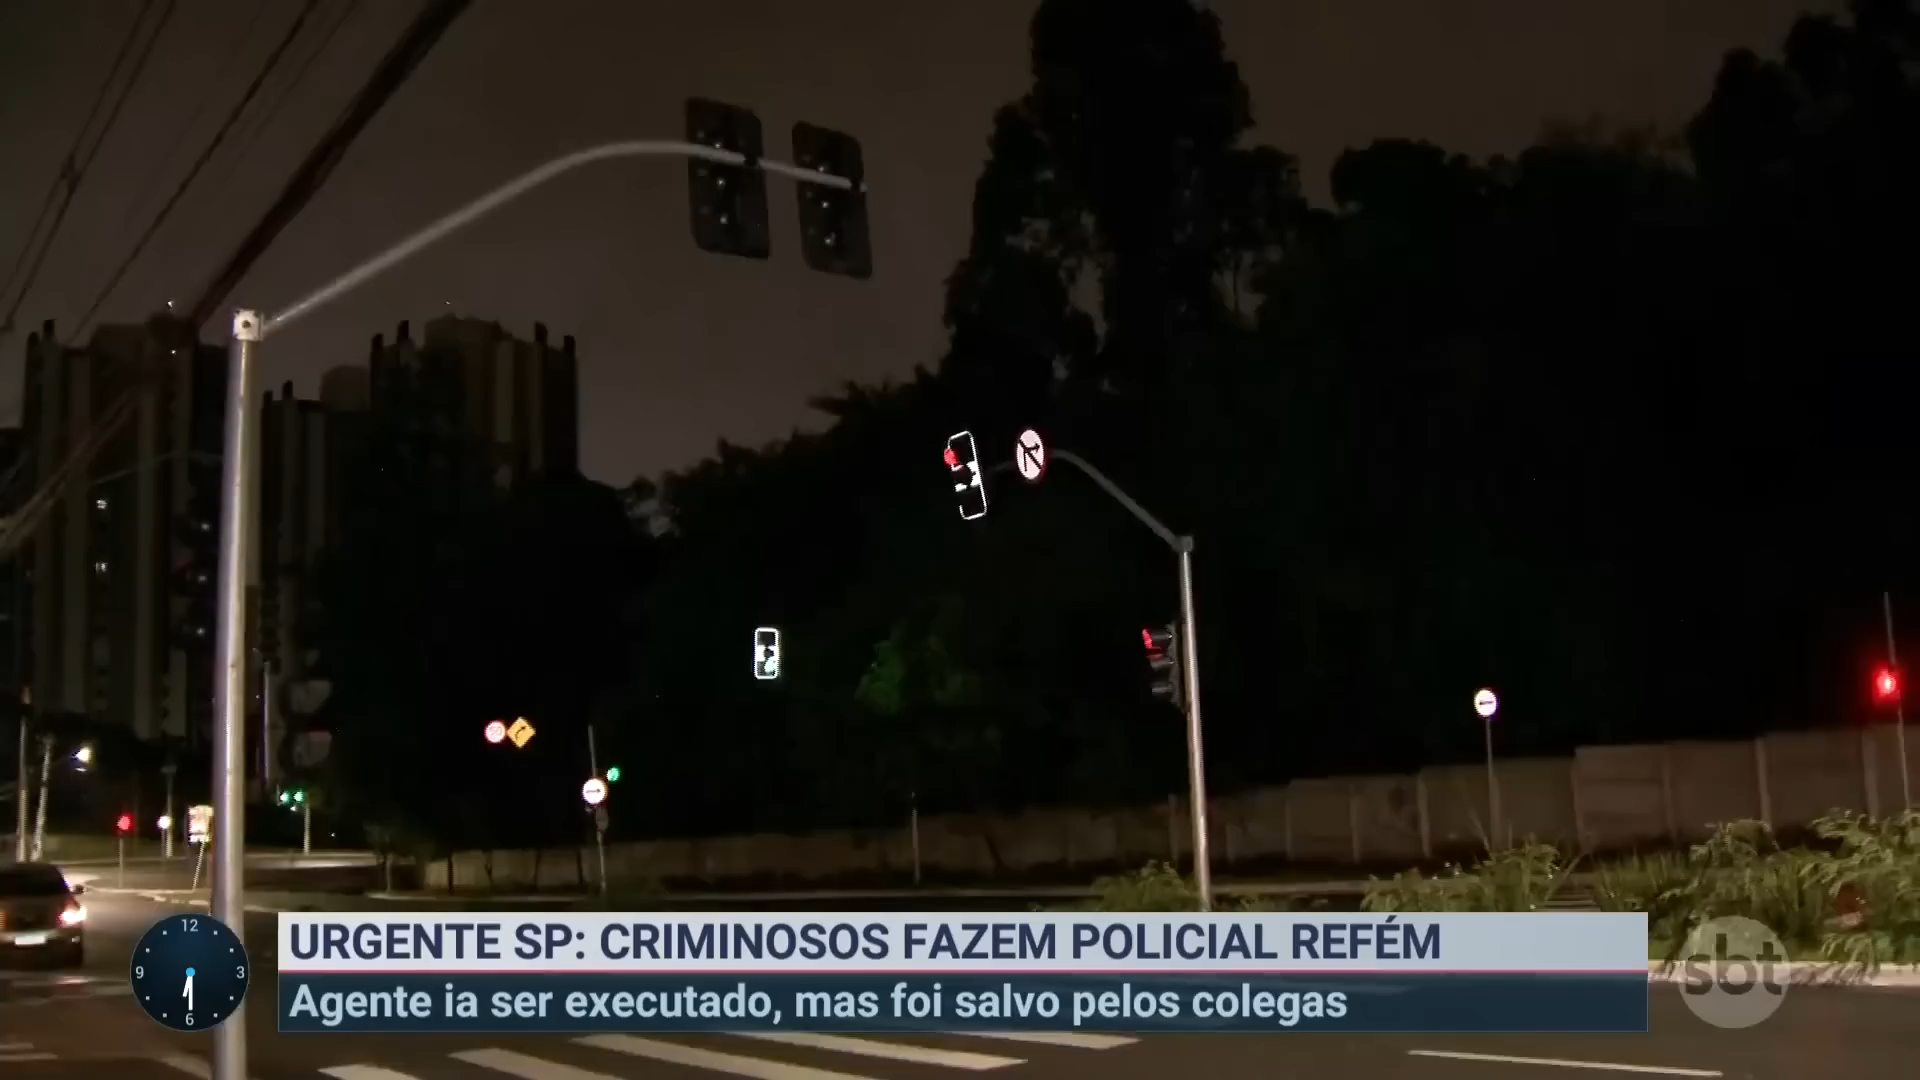 URGENTE SP: CRIMINOSOS FAZEM POLICIAL REFÉM
Agente ia ser executado, mas foi salvo pelos colegas
12
9 3
6
sbt